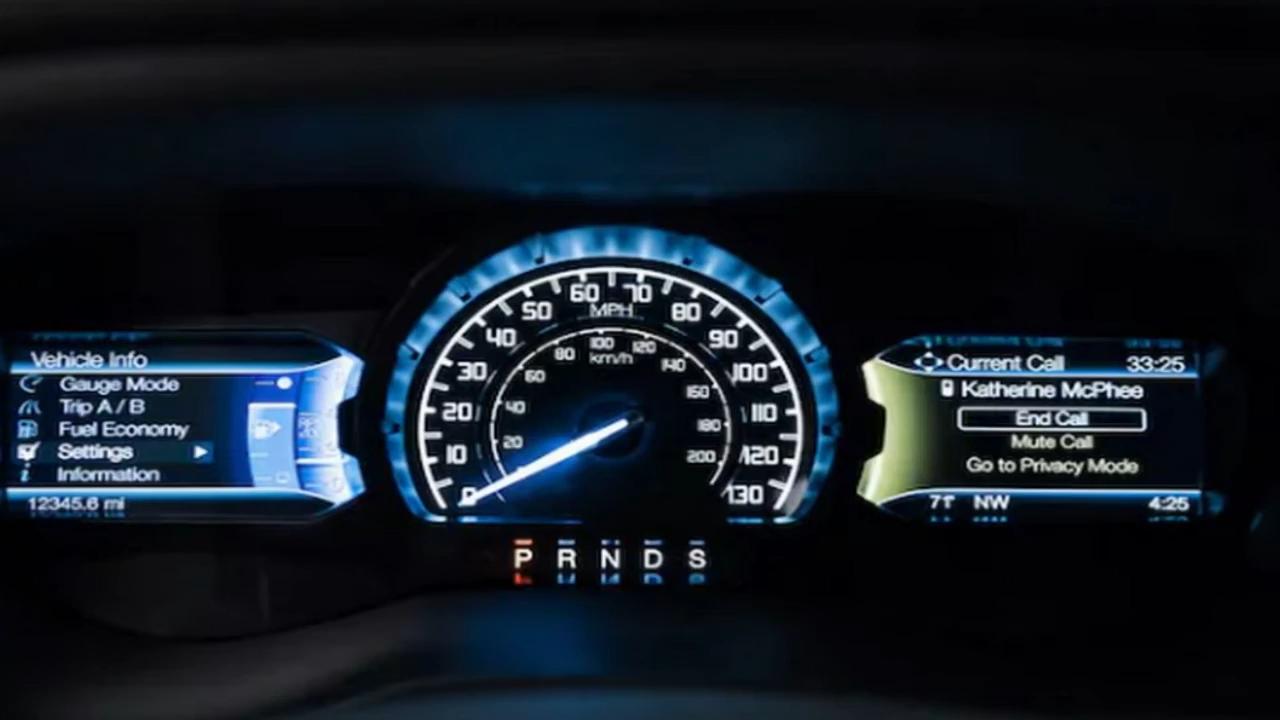 Vehicle Info
Gauge Mode
Trip A / B
Fuel Economy
Settings
Information
12345.6 mi
0 10 20 30 40 50 60 70 80 90 100 110 120 130
MPH
20 40 60 80 100 120 140 160 180 200
km/h
P R N D S
Current Call 33:25
Katherine McPhee
End Call
Mute Call
Go to Privacy Mode
71° NW 4:25